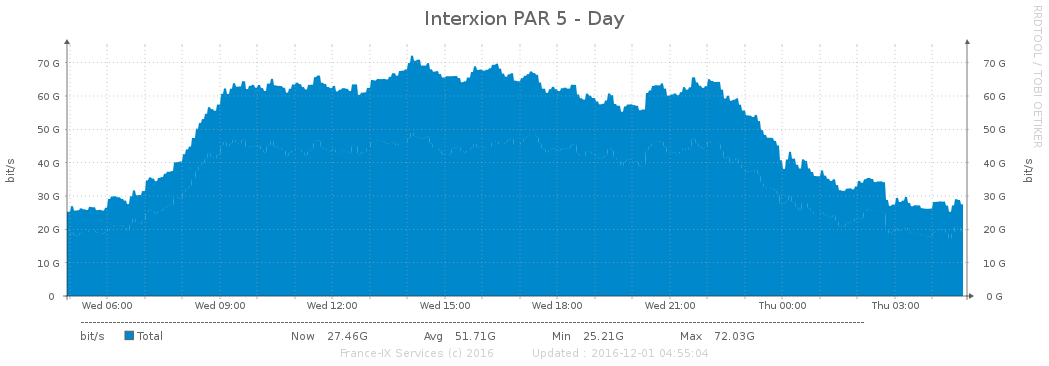 Interxion PAR 5 - Day
RRDTOOL / TOBI OETIKER
bit/s
70 G
60 G
50 G
40 G
30 G
20 G
10 G
0
70 G
60 G
50 G
40 G
30 G
20 G
10 G
0 G
bit/s
Wed 06:00 Wed 09:00 Wed 12:00 Wed 15:00 Wed 18:00 Wed 21:00 Thu 00:00 Thu 03:00
bit/s Total Now 27.46G Avg 51.71G Min 25.21G Max 72.03G
France-IX Services (c) 2016 Updated : 2016-12-01 04:55:04